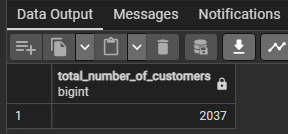 Data Output Messages Notifications
total_number_of_customers
bigint
1 2037